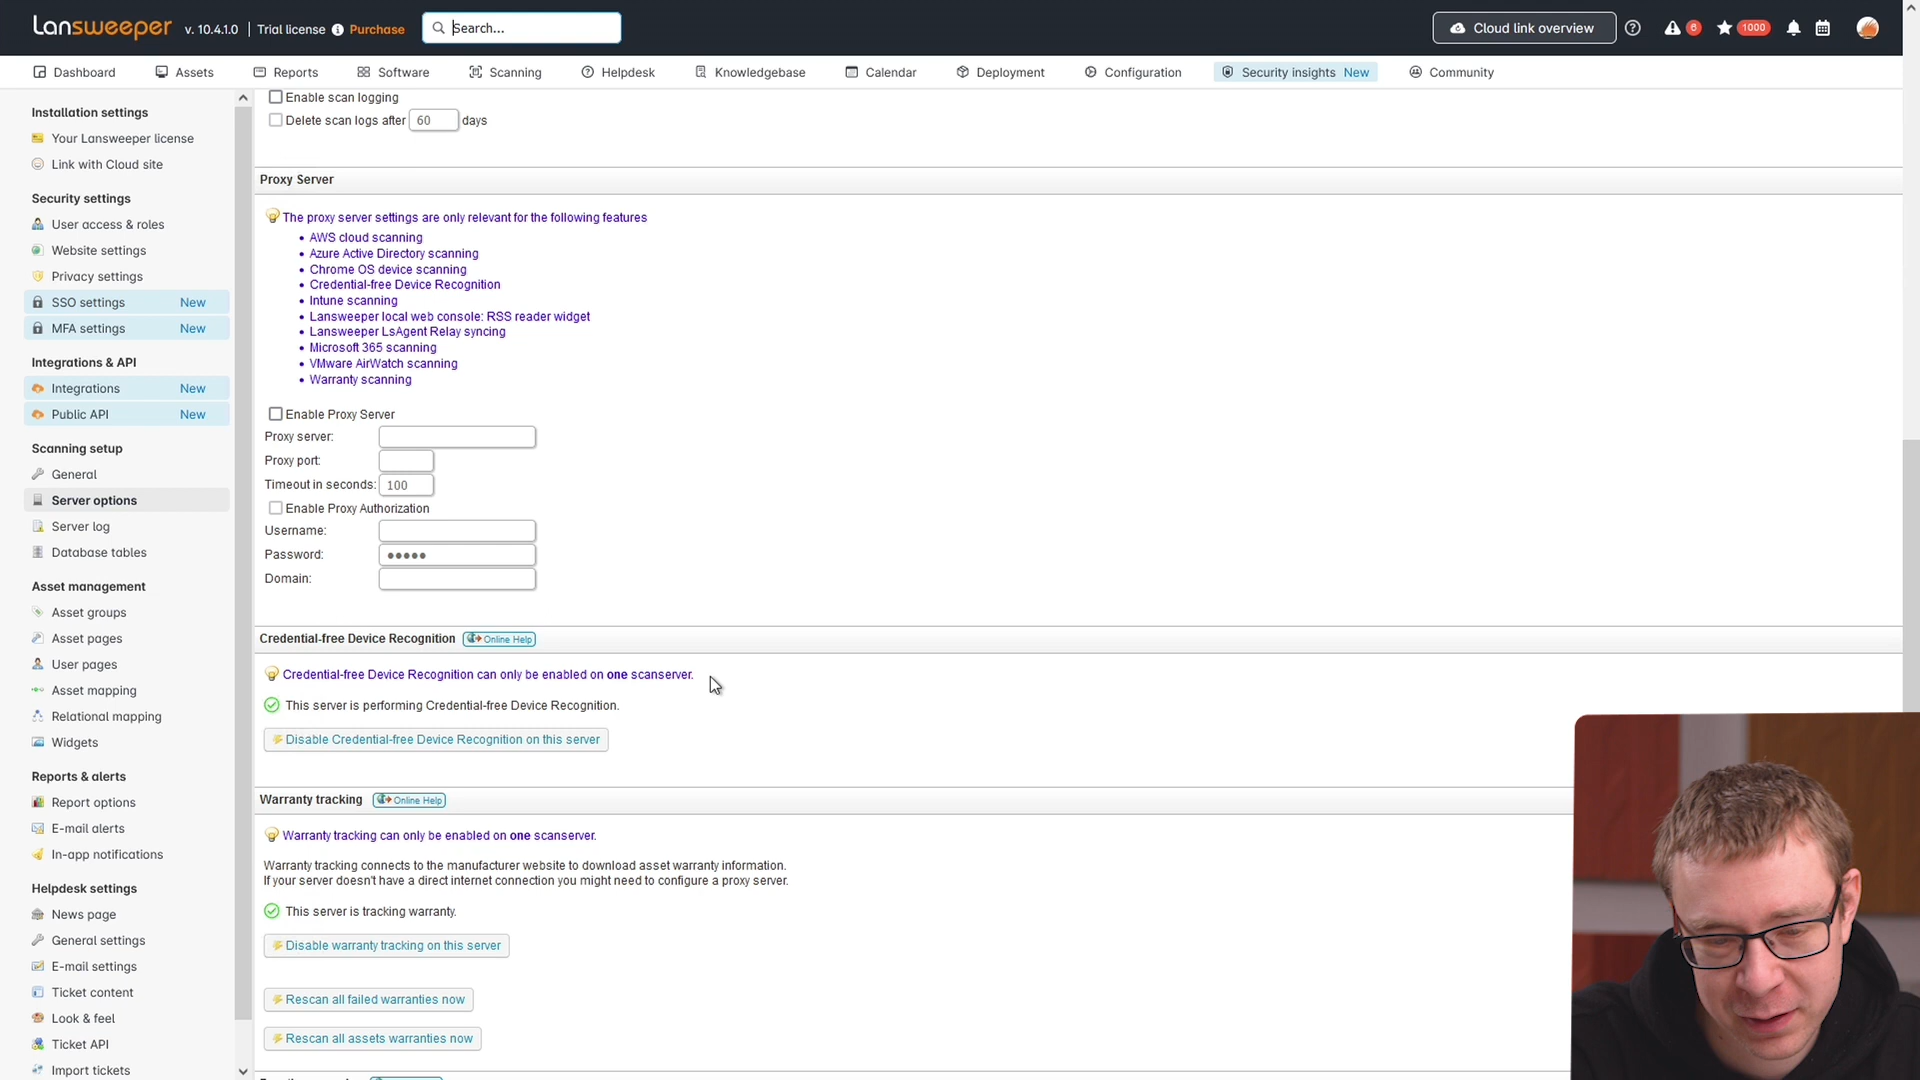 Lansweeper v. 10.4.1.0 Trial license Purchase Search... Cloud link overview 6 1000
Dashboard Assets Reports Software Scanning Helpdesk Knowledgebase Calendar Deployment Configuration Security insights New Community
Installation settings
Your Lansweeper license
Link with Cloud site
Security settings
User access & roles
Website settings
Privacy settings
SSO settings New
MFA settings New
Integrations & API
Integrations New
Public API New
Scanning setup
General
Server options
Server log
Database tables
Asset management
Asset groups
Asset pages
User pages
Asset mapping
Relational mapping
Widgets
Reports & alerts
Report options
E-mail alerts
In-app notifications
Helpdesk settings
News page
General settings
E-mail settings
Ticket content
Look & feel
Ticket API
Import tickets
Enable scan logging
Delete scan logs after 60 days
Proxy Server
The proxy server settings are only relevant for the following features
• AWS cloud scanning
• Azure Active Directory scanning
• Chrome OS device scanning
• Credential-free Device Recognition
• Intune scanning
• Lansweeper local web console: RSS reader widget
• Lansweeper LsAgent Relay syncing
• Microsoft 365 scanning
• VMware AirWatch scanning
• Warranty scanning
Enable Proxy Server
Proxy server:
Proxy port:
Timeout in seconds: 100
Enable Proxy Authorization
Username:
Password: ●●●●●
Domain:
Credential-free Device Recognition Online Help
Credential-free Device Recognition can only be enabled on one scanserver.
This server is performing Credential-free Device Recognition.
Disable Credential-free Device Recognition on this server
Warranty tracking Online Help
Warranty tracking can only be enabled on one scanserver.
Warranty tracking connects to the manufacturer website to download asset warranty information.
If your server doesn't have a direct internet connection you might need to configure a proxy server.
This server is tracking warranty.
Disable warranty tracking on this server
Rescan all failed warranties now
Rescan all assets warranties now